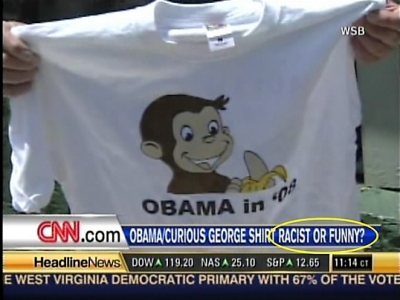 WSB
OBAMA in '08
CNN.com OBAMA/CURIOUS GEORGE SHIRT RACIST OR FUNNY?
HeadlineNews DOW ▲ 119.20 NAS ▲ 25.10 S&P ▲ 12.65 11:14 CT
E WEST VIRGINIA DEMOCRATIC PRIMARY WITH 67% OF THE VOTE